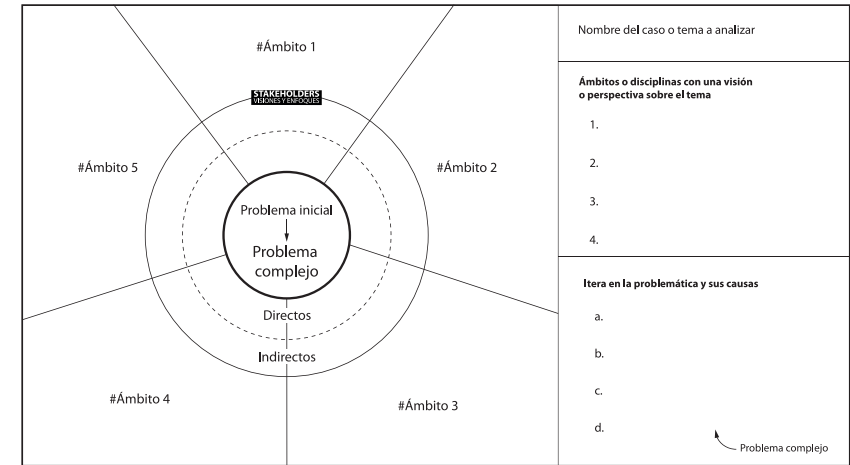 #Ámbito 1
STAKEHOLDERS
VISIONES Y ENFOQUES
#Ámbito 5
#Ámbito 2
Problema inicial
Problema
complejo
Directos
Indirectos
#Ámbito 4
#Ámbito 3
Nombre del caso o tema a analizar
Ámbitos o disciplinas con una visión
o perspectiva sobre el tema
1.
2.
3.
4.
Itera en la problemática y sus causas
a.
b.
c.
d.
Problema complejo